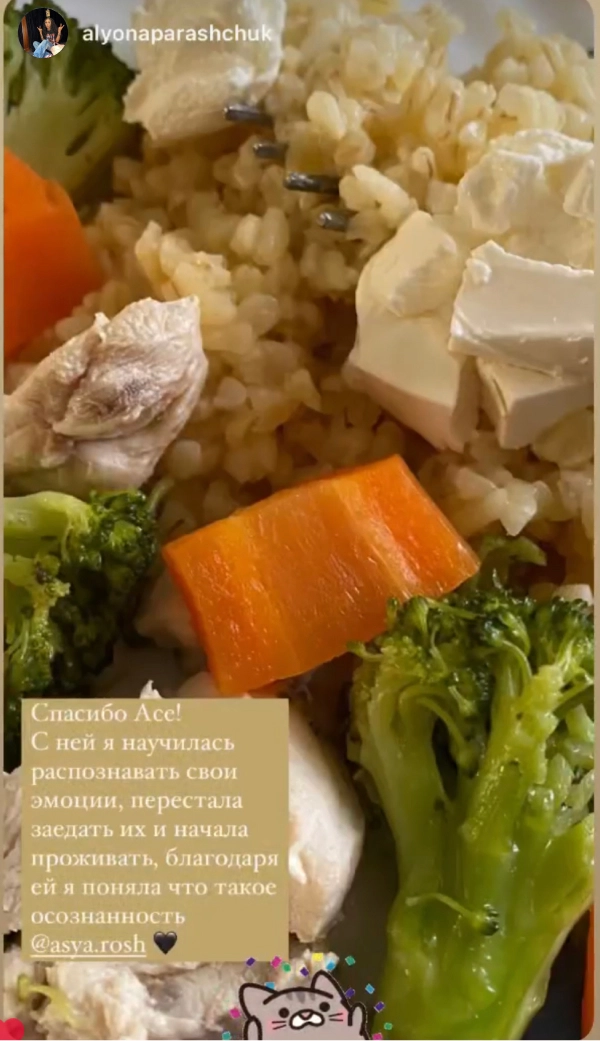 alyonaparashchuk
Спасибо Асе!
С ней я научилась
распознавать свои
эмоции, перестала
заедать их и начала
проживать, благодаря
ей я поняла что такое
осознанность
@asya.rosh 🖤